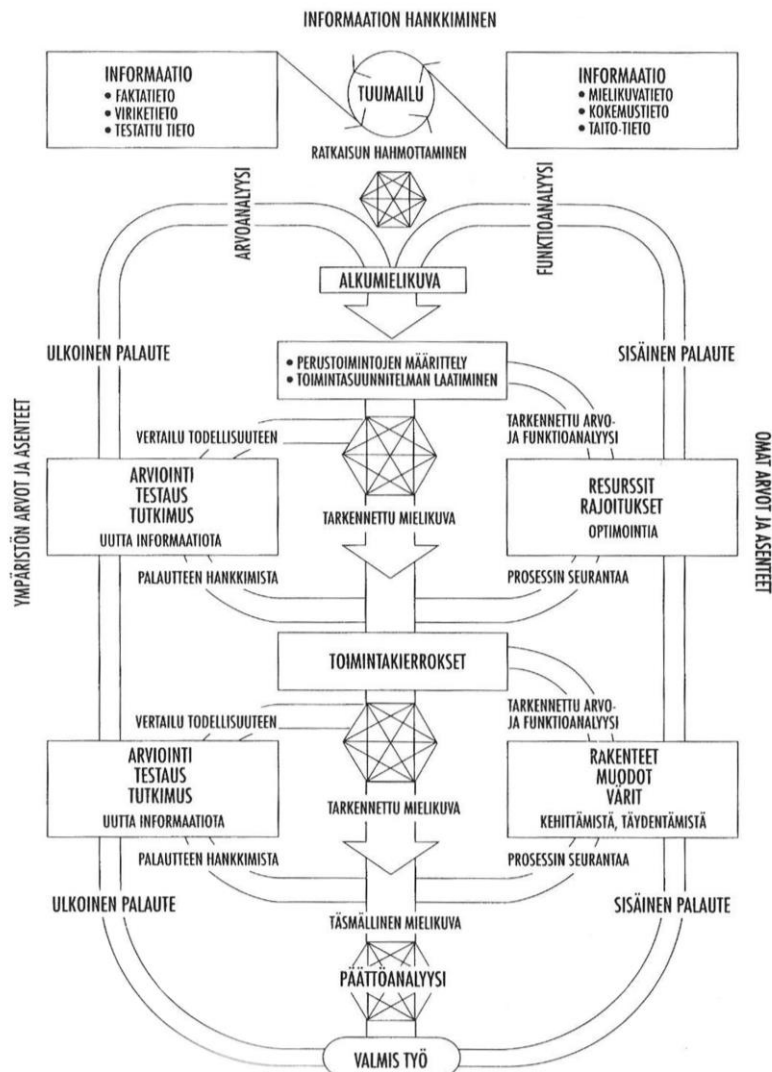 INFORMAATION HANKKIMINEN
INFORMAATIO
• FAKTATIETO
• VIRIKETIETO
• TESTATTU TIETO
TUUMAILU
INFORMAATIO
• MIELIKUVATIETO
• KOKEMUSTIETO
• TAITO-TIETO
RATKAISUN HAHMOTTAMINEN
ARVOANALYYSI
FUNKTIOANALYYSI
ALKUMIELIKUVA
ULKOINEN PALAUTE
SISÄINEN PALAUTE
• PERUSTOIMINTOJEN MÄÄRITTELY
• TOIMINTASUUNNITELMAN LAATIMINEN
YMPÄRISTÖN ARVOT JA ASENTEET
OMAT ARVOT JA ASENTEET
VERTAILU TODELLISUUTEEN
TARKENNETTU ARVO-
JA FUNKTIOANALYYSI
ARVIOINTI
TESTAUS
TUTKIMUS
UUTTA INFORMAATIOTA
TARKENNETTU MIELIKUVA
RESURSSIT
RAJOITUKSET
OPTIMOINTIA
PALAUTTEEN HANKKIMISTA
PROSESSIN SEURANTAA
TOIMINTAKIERROKSET
VERTAILU TODELLISUUTEEN
TARKENNETTU ARVO-
JA FUNKTIOANALYYSI
ARVIOINTI
TESTAUS
TUTKIMUS
UUTTA INFORMAATIOTA
TARKENNETTU MIELIKUVA
RAKENTEET
MUODOT
VÄRIT
KEHITTÄMISTÄ, TÄYDENTÄMISTÄ
PALAUTTEEN HANKKIMISTA
PROSESSIN SEURANTAA
ULKOINEN PALAUTE
SISÄINEN PALAUTE
TÄSMÄLLINEN MIELIKUVA
PÄÄTTÖANALYYSI
VALMIS TYÖ